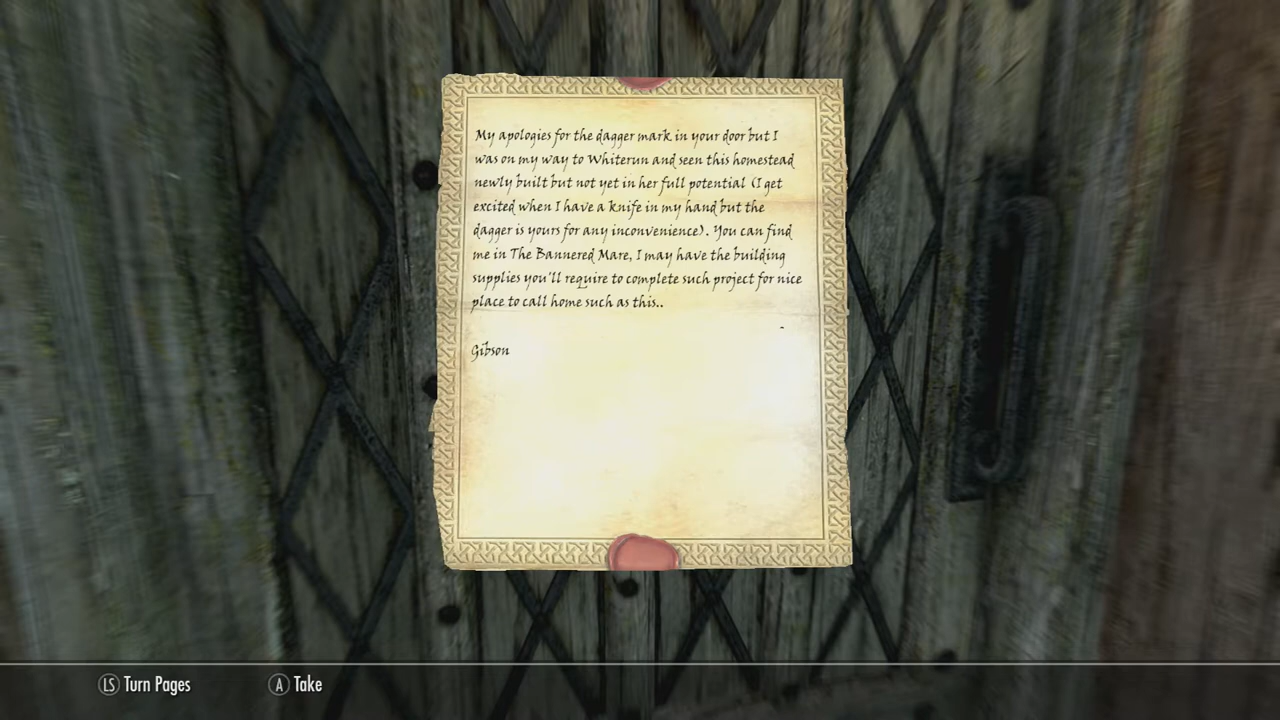 My apologies for the dagger mark in your door but I
was on my way to Whiterun and seen this homestead
newly built but not yet in her full potential (I get
excited when I have a knife in my hand but the
dagger is yours for any inconvenience). You can find
me in The Bannered Mare, I may have the building
supplies you'll require to complete such project for nice
place to call home such as this..
-
Gibson
LS Turn Pages
A Take